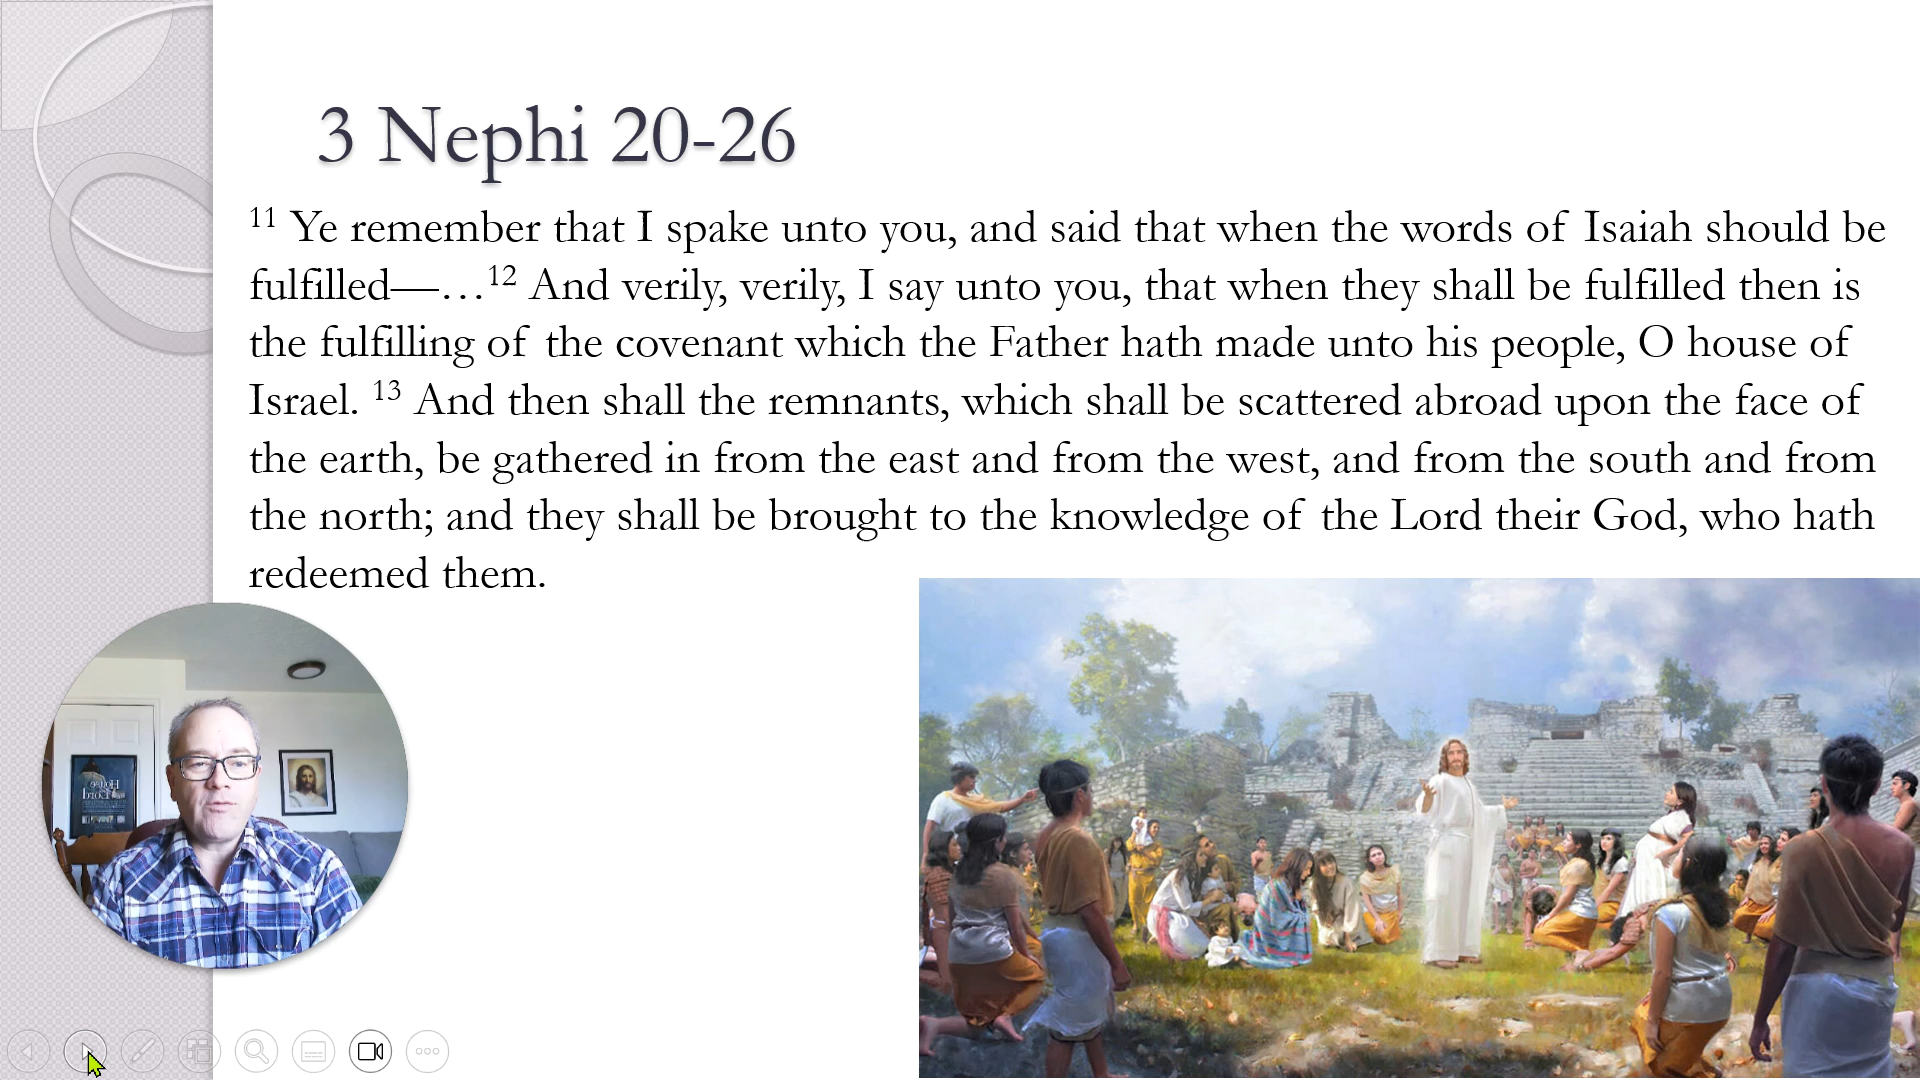 3 Nephi 20-26
11 Ye remember that I spake unto you, and said that when the words of Isaiah should be
fulfilled—…12 And verily, verily, I say unto you, that when they shall be fulfilled then is
the fulfilling of the covenant which the Father hath made unto his people, O house of
Israel. 13 And then shall the remnants, which shall be scattered abroad upon the face of
the earth, be gathered in from the east and from the west, and from the south and from
the north; and they shall be brought to the knowledge of the Lord their God, who hath
redeemed them.